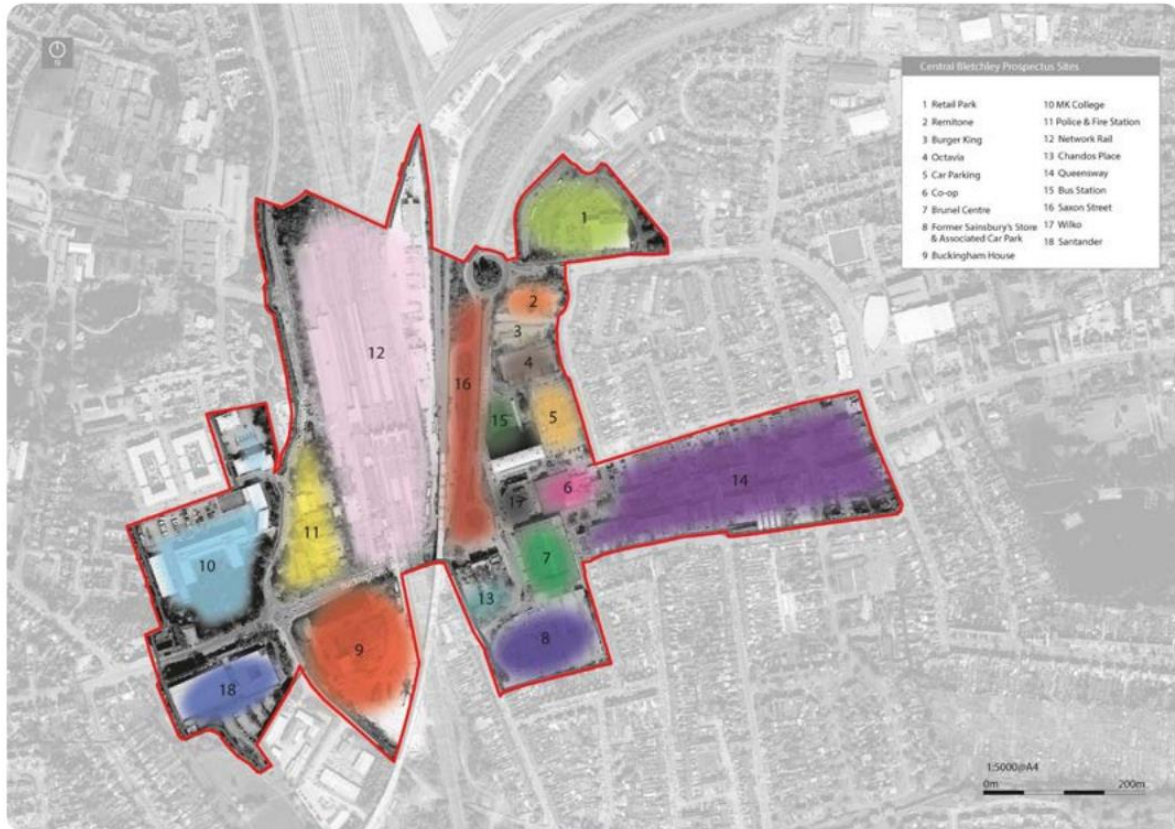 Central Bletchley Prospectus Sites
1 Retail Park
2 Remitone
3 Burger King
4 Octavia
5 Car Parking
6 Co-op
7 Brunel Centre
8 Former Sainsbury's Store
& Associated Car Park
9 Buckingham House
10 MK College
11 Police & Fire Station
12 Network Rail
13 Chandos Place
14 Queensway
15 Bus Station
16 Saxon Street
17 Wilko
18 Santander
1
2
3
12
4
16
15
5
14
6
17
11
7
10
13
8
9
18
1:5000@A4
0m
200m